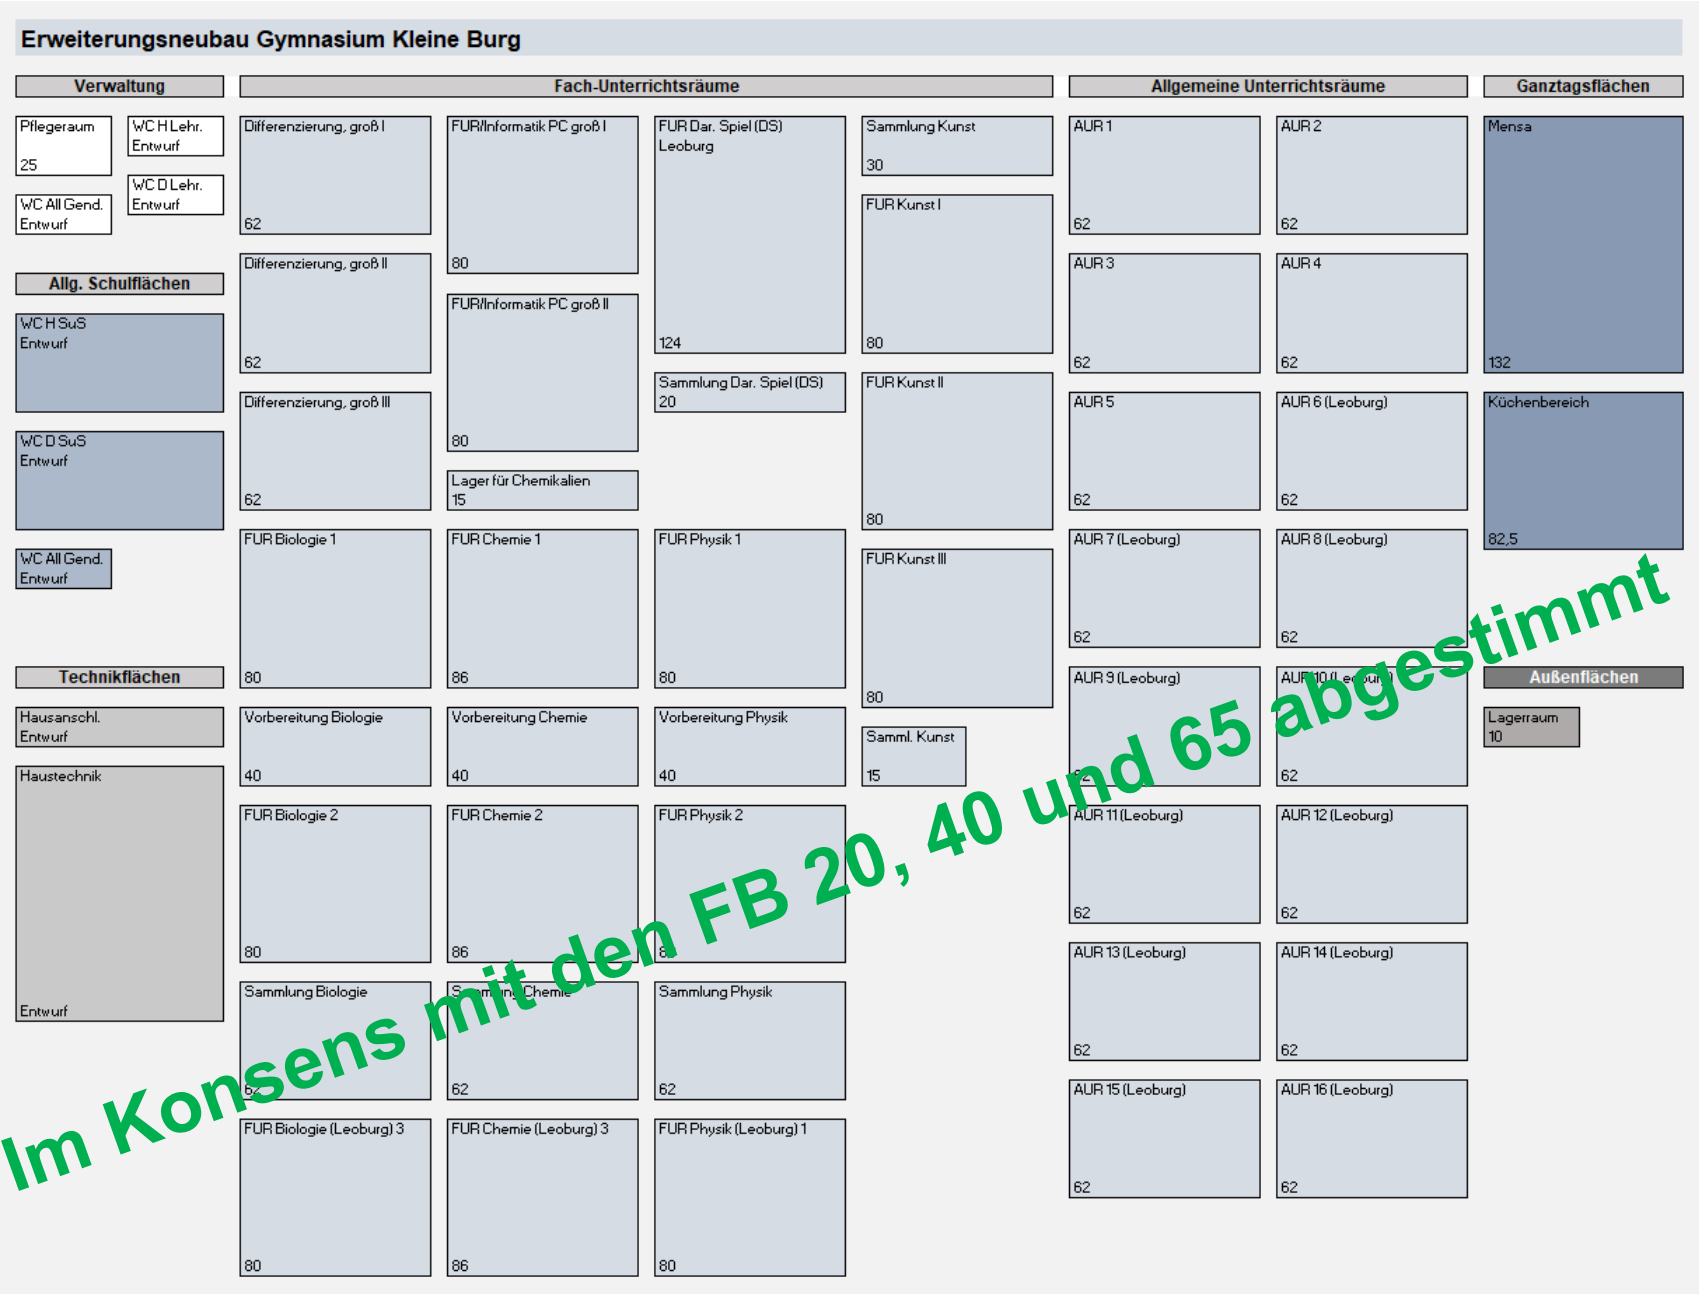 Erweiterungsneubau Gymnasium Kleine Burg
Verwaltung
Pflegeraum
25
WC H Lehr.
Entwurf
WC D Lehr.
Entwurf
WC All Gend.
Entwurf
Allg. Schulflächen
WC H SuS
Entwurf
WC D SuS
Entwurf
WC All Gend.
Entwurf
Technikflächen
Hausanschl.
Entwurf
Haustechnik
Entwurf
Fach-Unterrichtsräume
Differenzierung, groß I
62
Differenzierung, groß II
62
Differenzierung, groß III
62
FUR Biologie 1
80
Vorbereitung Biologie
40
FUR Biologie 2
80
Sammlung Biologie
62
FUR Biologie (Leoburg) 3
80
FUR/Informatik PC groß I
80
FUR/Informatik PC groß II
80
Lager für Chemikalien
15
FUR Chemie 1
86
Vorbereitung Chemie
40
FUR Chemie 2
86
Sammlung Chemie
62
FUR Chemie (Leoburg) 3
86
FUR Dar. Spiel (DS)
Leoburg
124
Sammlung Dar. Spiel (DS)
20
FUR Physik 1
80
Vorbereitung Physik
40
FUR Physik 2
Sammlung Physik
62
FUR Physik (Leoburg) 1
80
Sammlung Kunst
30
FUR Kunst I
80
FUR Kunst II
80
FUR Kunst III
80
Samml. Kunst
15
Allgemeine Unterrichtsräume
AUR 1
62
AUR 2
62
AUR 3
62
AUR 4
62
AUR 5
62
AUR 6 (Leoburg)
62
AUR 7 (Leoburg)
62
AUR 8 (Leoburg)
62
AUR 9 (Leoburg)
62
AUR 10 (Leoburg)
62
AUR 11 (Leoburg)
62
AUR 12 (Leoburg)
62
AUR 13 (Leoburg)
62
AUR 14 (Leoburg)
62
AUR 15 (Leoburg)
62
AUR 16 (Leoburg)
62
Ganztagsflächen
Mensa
132
Küchenbereich
82,5
Außenflächen
Lagerraum
10
Im Konsens mit den FB 20, 40 und 65 abgestimmt